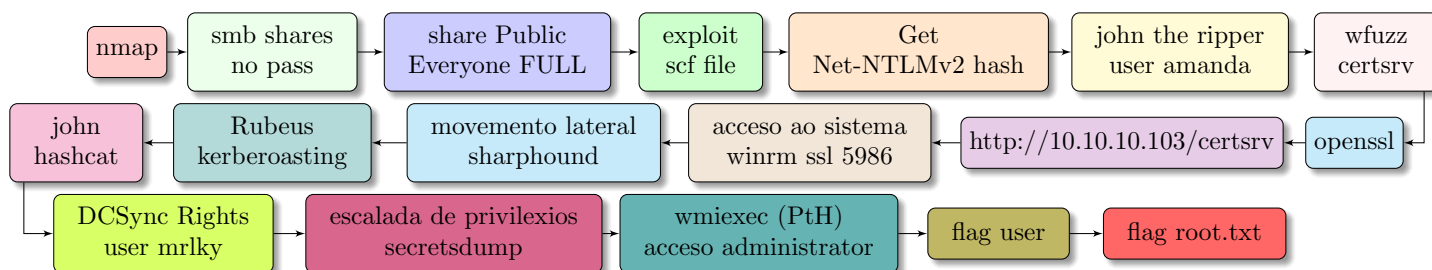 nmap
smb shares
no pass
share Public
Everyone FULL
exploit
scf file
Get
Net-NTLMv2 hash
john the ripper
user amanda
wfuzz
certsrv
openssl
http://10.10.10.103/certsrv
acceso ao sistema
winrm ssl 5986
movemento lateral
sharphound
Rubeus
kerberoasting
john
hashcat
DCSync Rights
user mrlky
escalada de privilexios
secretsdump
wmiexec (PtH)
acceso administrator
flag user
flag root.txt